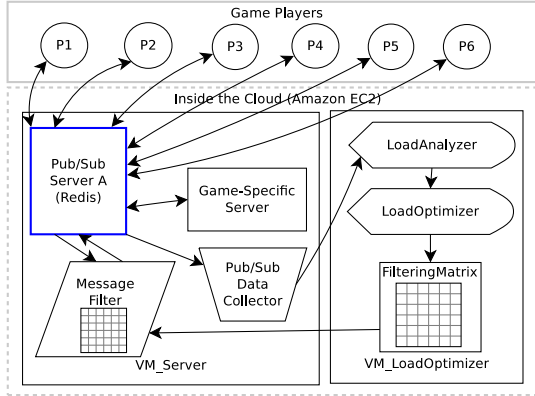 Game Players
P1
P2
P3
P4
P5
P6
Inside the Cloud (Amazon EC2)
Pub/Sub
Server A
(Redis)
Game-Specific
Server
Message
Filter
Pub/Sub
Data
Collector
VM_Server
LoadAnalyzer
LoadOptimizer
FilteringMatrix
VM_LoadOptimizer